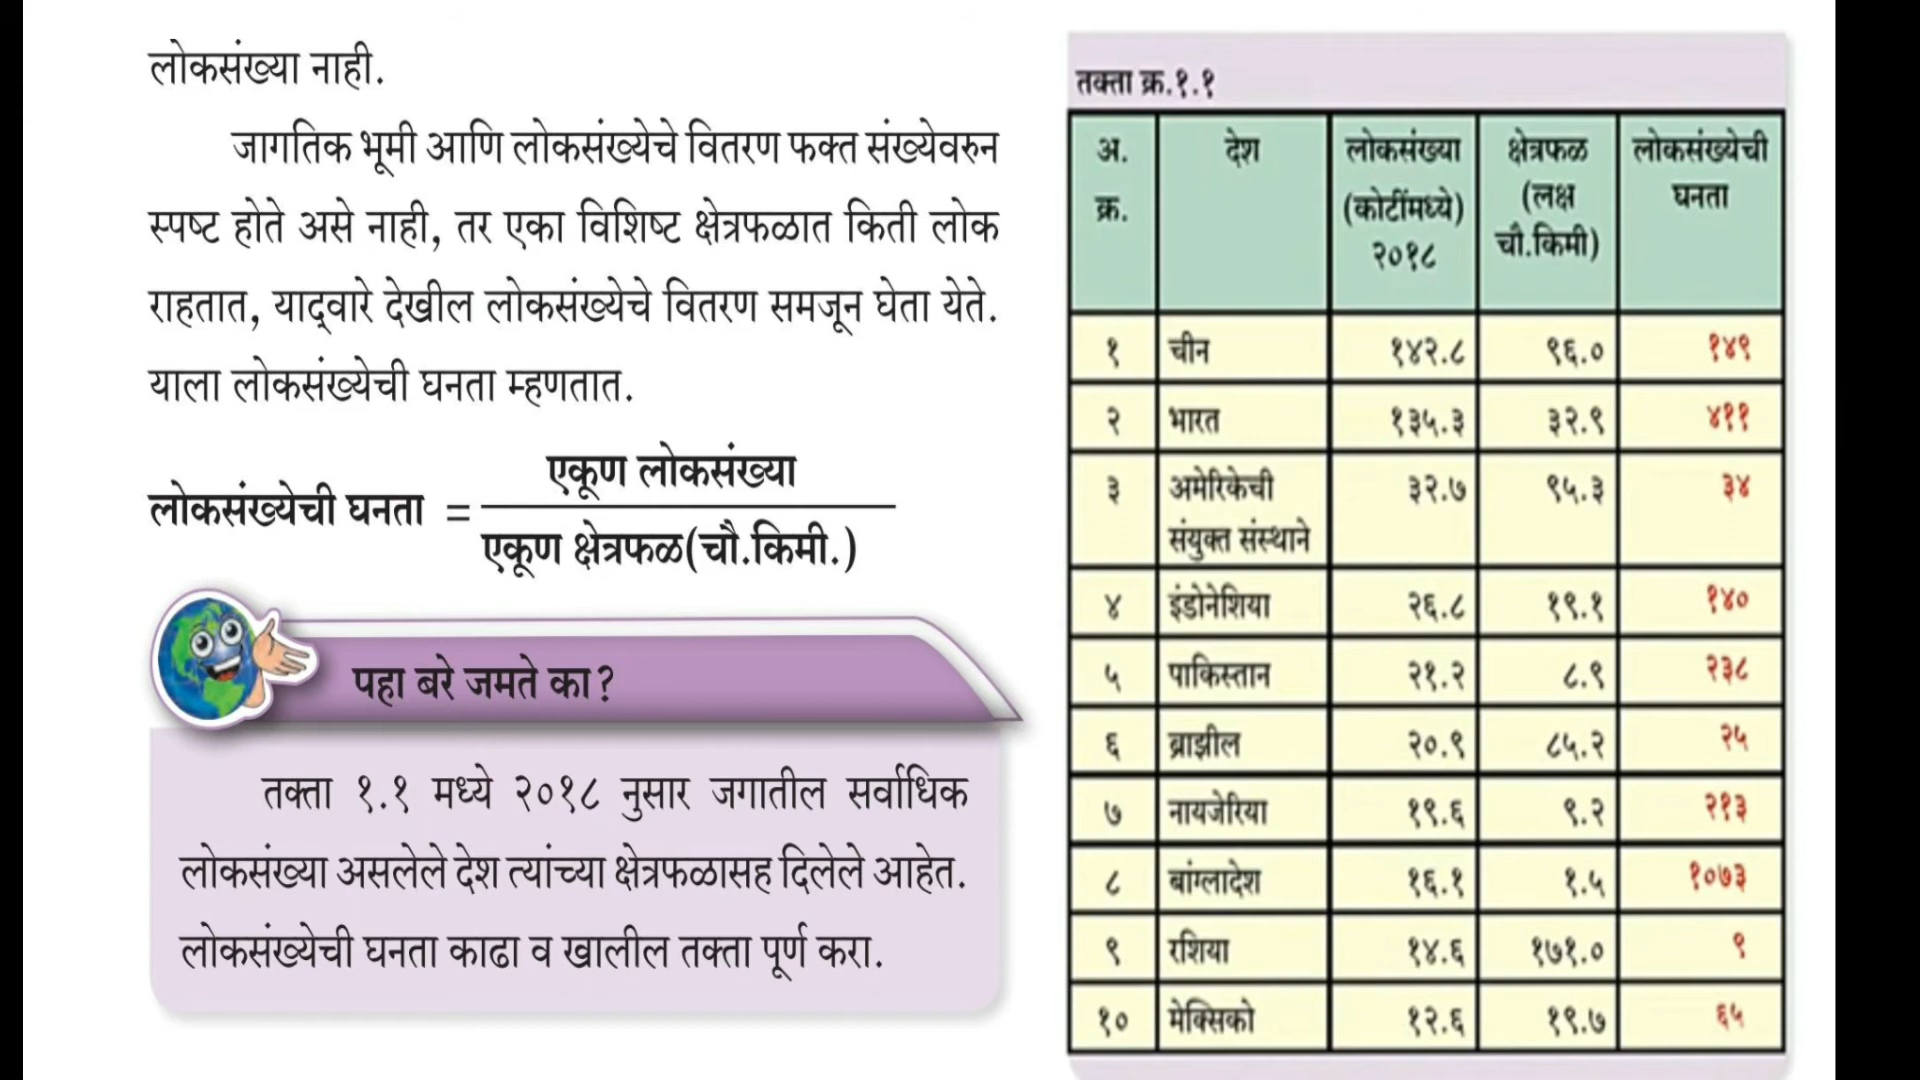 लोकसंख्या नाही.
जागतिक भूमी आणि लोकसंख्येचे वितरण फक्त संख्येवरुन
स्पष्ट होते असे नाही, तर एका विशिष्ट क्षेत्रफळात किती लोक
राहतात, याद्‌वारे देखील लोकसंख्येचे वितरण समजून घेता येते.
याला लोकसंख्येची घनता म्हणतात.
लोकसंख्येची घनता = एकूण लोकसंख्या
एकूण क्षेत्रफळ(चौ.किमी.)
पहा बरे जमते का?
तक्ता १.१ मध्ये २०१८ नुसार जगातील सर्वाधिक
लोकसंख्या असलेले देश त्यांच्या क्षेत्रफळासह दिलेले आहेत.
लोकसंख्येची घनता काढा व खालील तक्ता पूर्ण करा.
तक्ता क्र.१.१
अ. क्र. देश लोकसंख्या (कोटींमध्ये) २०१८ क्षेत्रफळ (लक्ष चौ.किमी) लोकसंख्येची घनता
१ चीन १४२.८ ९६.० १४९
२ भारत १३५.३ ३२.९ ४११
३ अमेरिकेची संयुक्त संस्थाने ३२.७ ९५.३ ३४
४ इंडोनेशिया २६.८ १९.१ १४०
५ पाकिस्तान २१.२ ८.९ २३८
६ ब्राझील २०.९ ८५.२ २५
७ नायजेरिया १९.६ ९.२ २१३
८ बांग्लादेश १६.१ १.५ १०७३
९ रशिया १४.६ १७१.० ९
१० मेक्सिको १२.६ १९.७ ६५